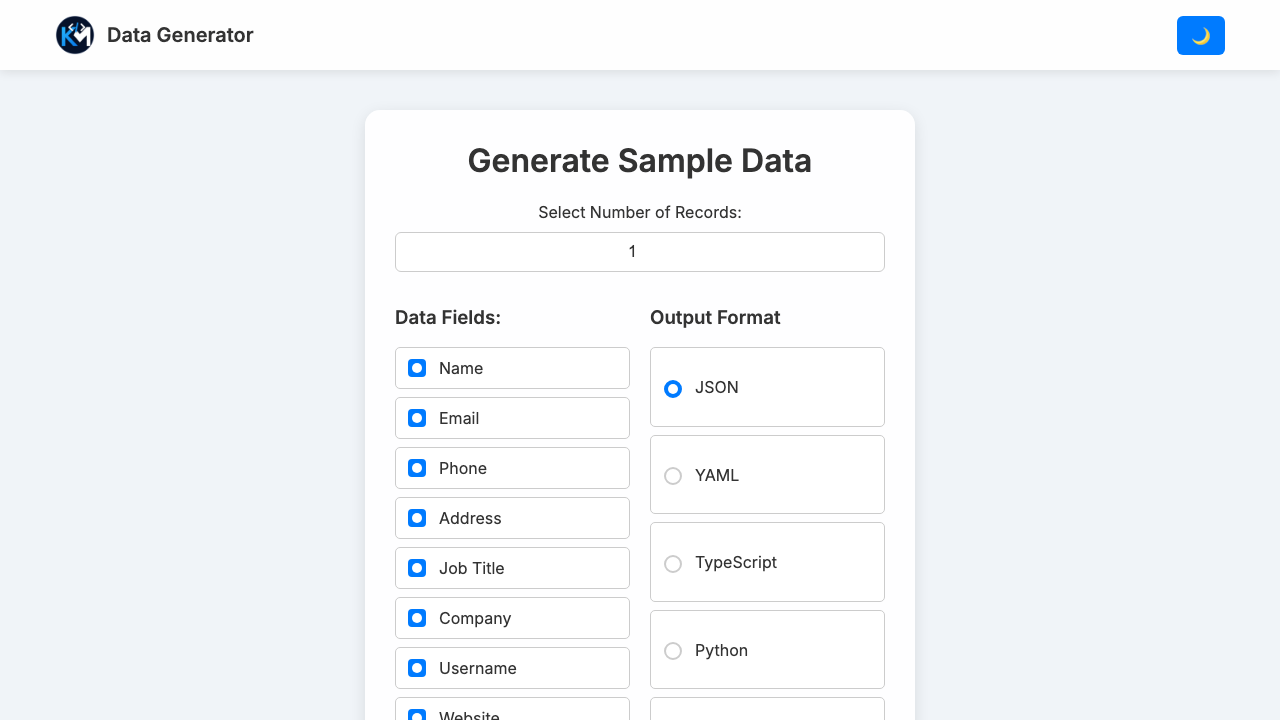 KM
Data Generator
Generate Sample Data
Select Number of Records:
1
Data Fields:
Name
Email
Phone
Address
Job Title
Company
Username
Website
Output Format
JSON
YAML
TypeScript
Python